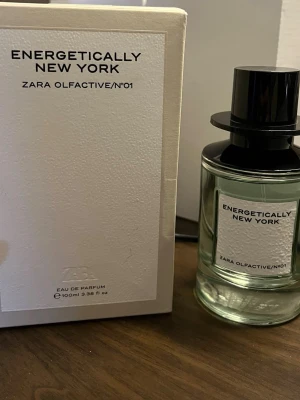 ENERGETICALLY
NEW YORK
ZARA OLFACTIVE/Nº01
ZARA
EAU DE PARFUM
℮100ml 3.38 fl. oz
ENERGETICALLY
NEW YORK
ZARA OLFACTIVE/Nº01